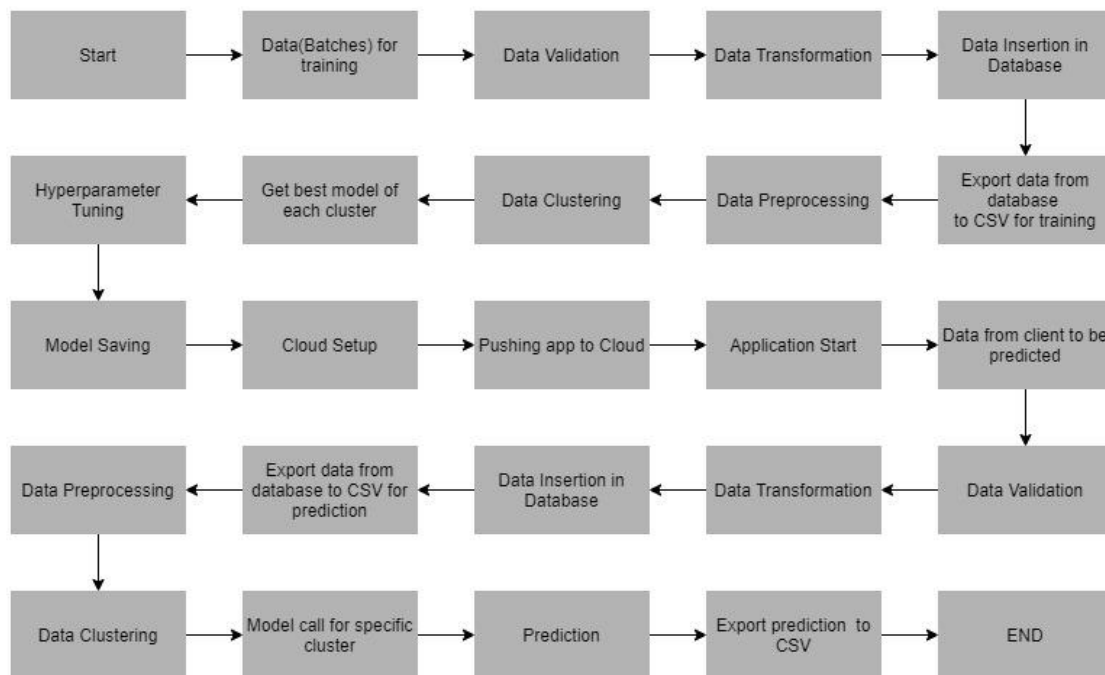 Start
Data(Batches) for
training
Data Validation
Data Transformation
Data Insertion in
Database
Export data from
database
to CSV for training
Data Preprocessing
Data Clustering
Get best model of
each cluster
Hyperparameter
Tuning
Model Saving
Cloud Setup
Pushing app to Cloud
Application Start
Data from client to be
predicted
Data Validation
Data Transformation
Data Insertion in
Database
Export data from
database to CSV for
prediction
Data Preprocessing
Data Clustering
Model call for specific
cluster
Prediction
Export prediction to
CSV
END